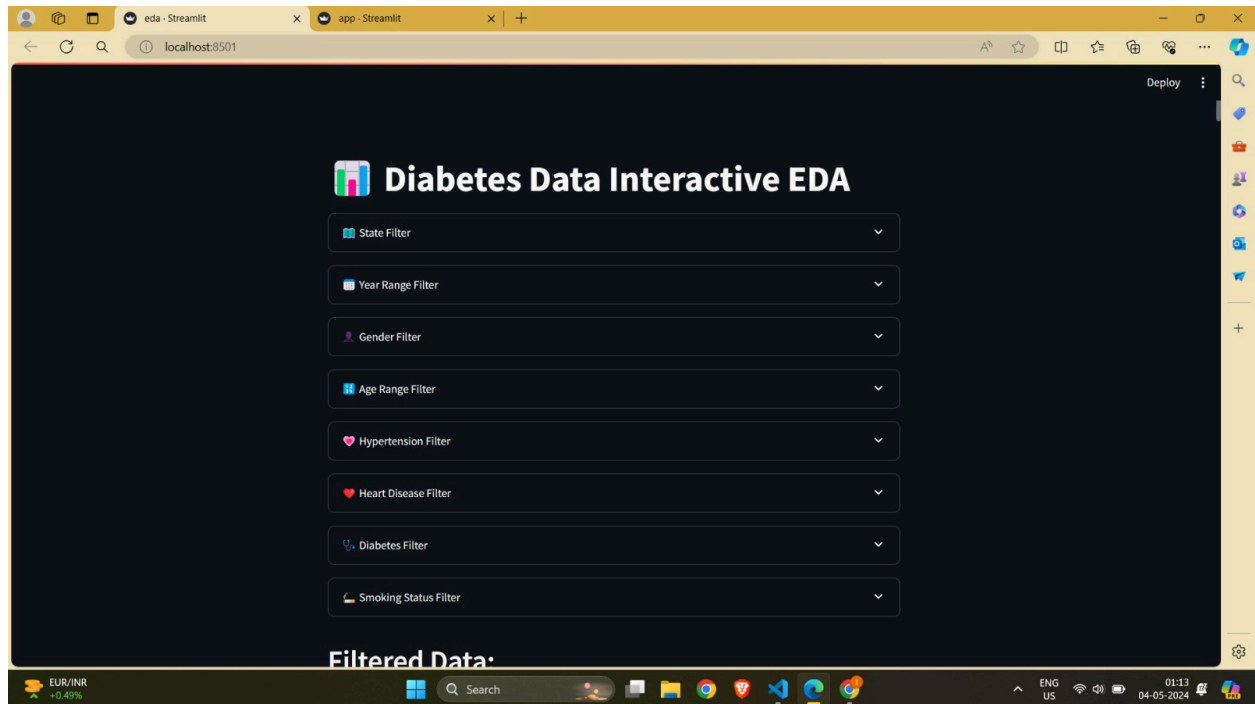 eda · Streamlit
app · Streamlit
localhost:8501
Deploy
Diabetes Data Interactive EDA
State Filter
Year Range Filter
Gender Filter
Age Range Filter
Hypertension Filter
Heart Disease Filter
Diabetes Filter
Smoking Status Filter
Filtered Data:
EUR/INR
+0.49%
Search
ENG
US
01:13
04-05-2024